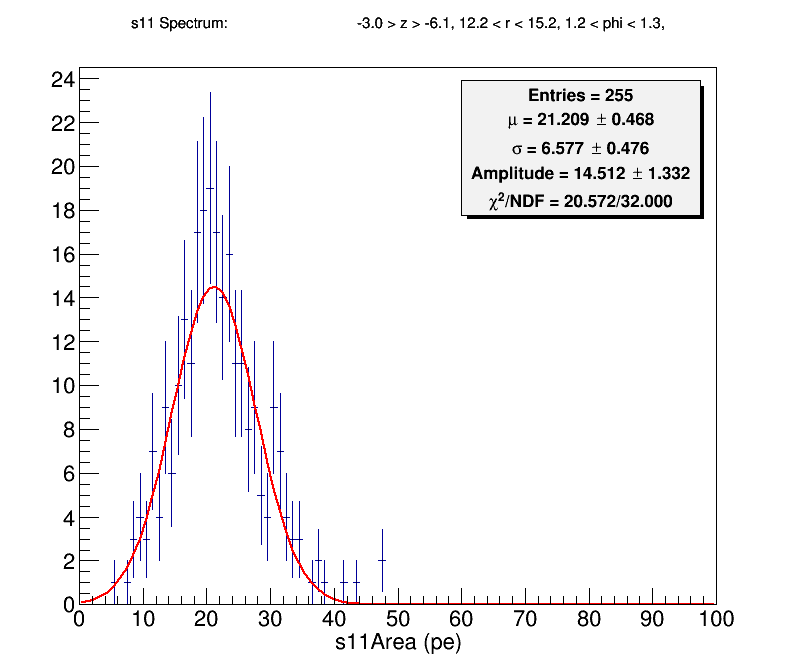 s11 Spectrum: -3.0 > z > -6.1, 12.2 < r < 15.2, 1.2 < phi < 1.3,
Entries = 255
μ = 21.209 ± 0.468
σ = 6.577 ± 0.476
Amplitude = 14.512 ± 1.332
χ²/NDF = 20.572/32.000
24
22
20
18
16
14
12
10
8
6
4
2
0
0 10 20 30 40 50 60 70 80 90 100
s11Area (pe)